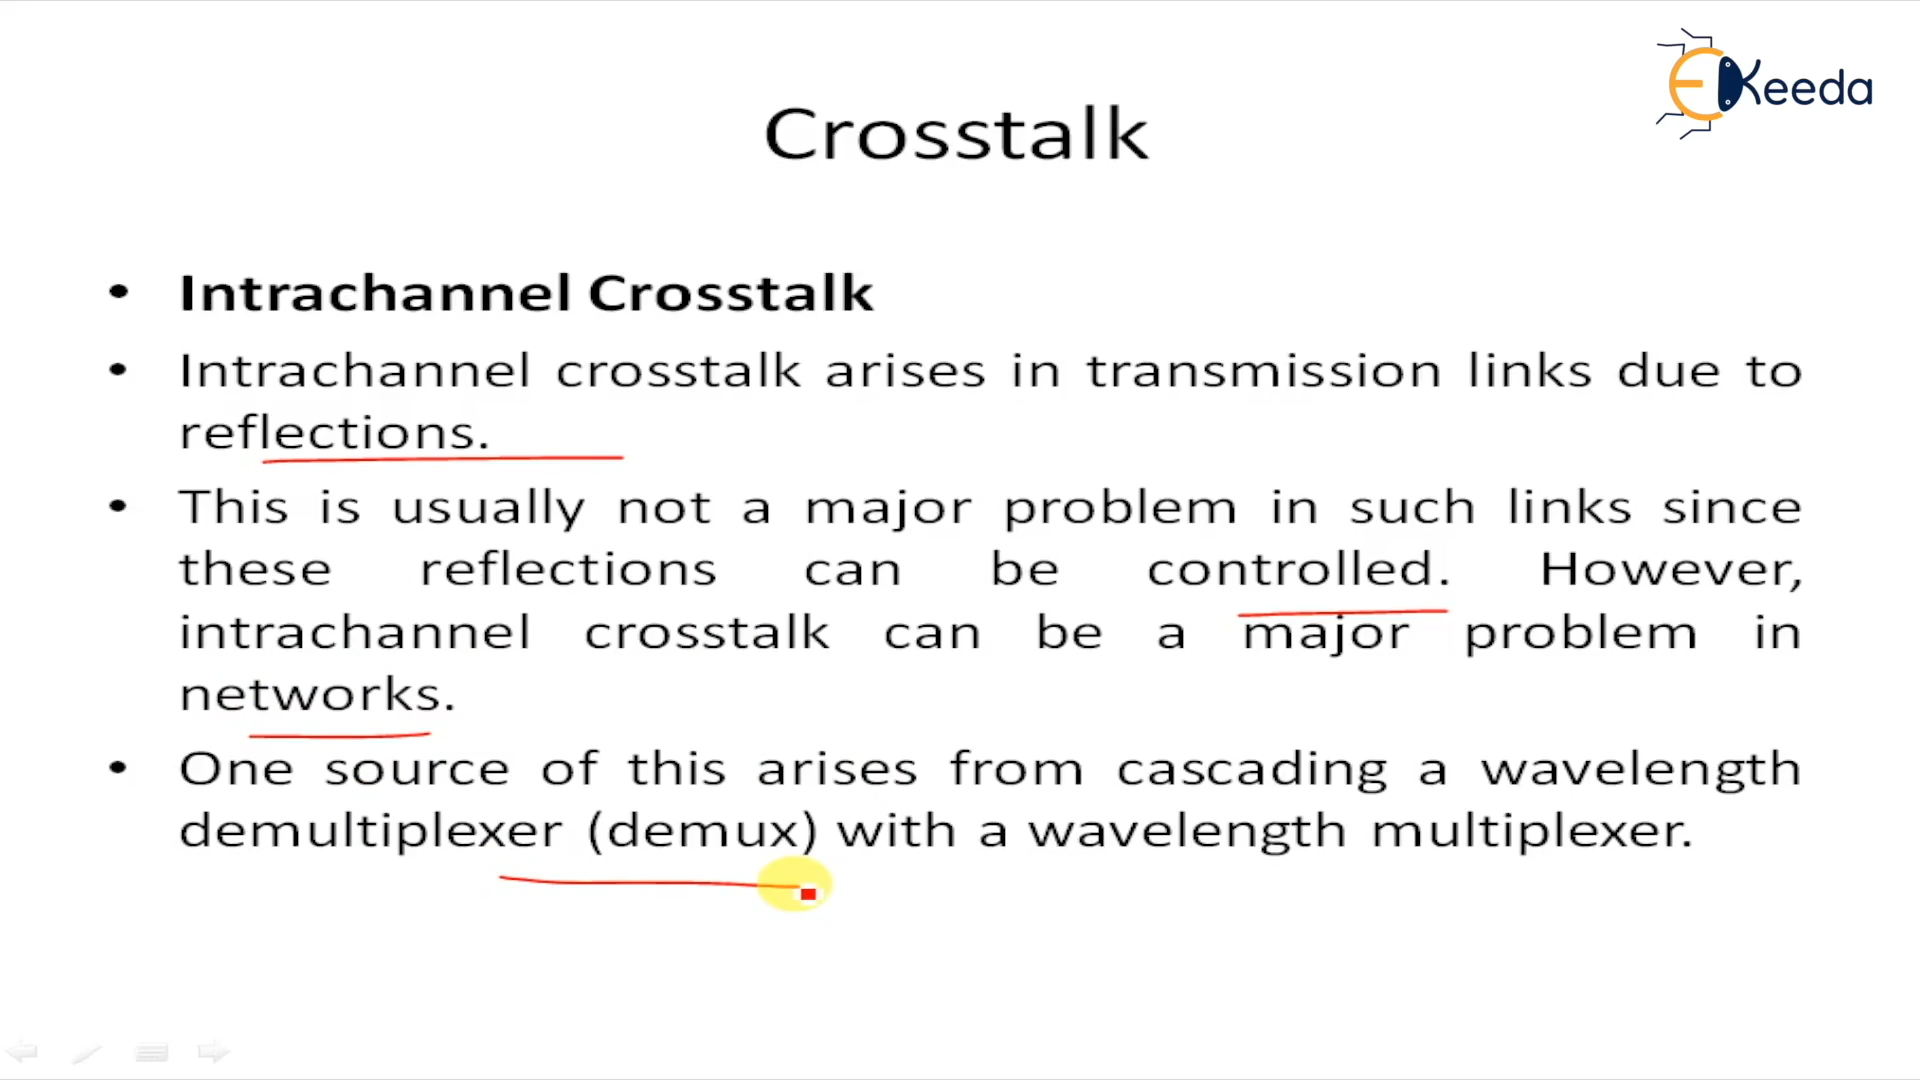 EKeeda
Crosstalk
• Intrachannel Crosstalk
• Intrachannel crosstalk arises in transmission links due to
reflections.
• This is usually not a major problem in such links since
these reflections can be controlled. However,
intrachannel crosstalk can be a major problem in
networks.
• One source of this arises from cascading a wavelength
demultiplexer (demux) with a wavelength multiplexer.